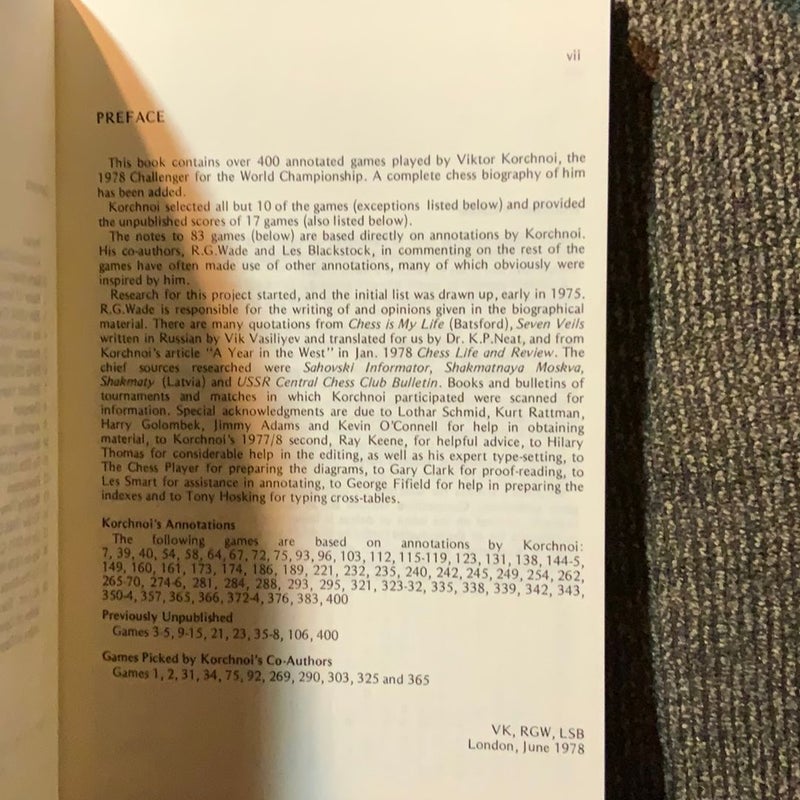 vii
PREFACE
This book contains over 400 annotated games played by Viktor Korchnoi, the
1978 Challenger for the World Championship. A complete chess biography of him
has been added.
Korchnoi selected all but 10 of the games (exceptions listed below) and provided
the unpublished scores of 17 games (also listed below).
The notes to 83 games (below) are based directly on annotations by Korchnoi.
His co-authors, R.G.Wade and Les Blackstock, in commenting on the rest of the
games have often made use of other annotations, many of which obviously were
inspired by him.
Research for this project started, and the initial list was drawn up, early in 1975.
R.G.Wade is responsible for the writing of and opinions given in the biographical
material. There are many quotations from Chess is My Life (Batsford), Seven Veils
written in Russian by Vik Vasiliyev and translated for us by Dr. K.P.Neat, and from
Korchnoi's article "A Year in the West" in Jan. 1978 Chess Life and Review. The
chief sources researched were Sahovski Informator, Shakmatnaya Moskva,
Shakmaty (Latvia) and USSR Central Chess Club Bulletin. Books and bulletins of
tournaments and matches in which Korchnoi participated were scanned for
information. Special acknowledgments are due to Lothar Schmid, Kurt Rattman,
Harry Golombek, Jimmy Adams and Kevin O'Connell for help in obtaining
material, to Korchnoi's 1977/8 second, Ray Keene, for helpful advice, to Hilary
Thomas for considerable help in the editing, as well as his expert type-setting, to
The Chess Player for preparing the diagrams, to Gary Clark for proof-reading, to
Les Smart for assistance in annotating, to George Fifield for help in preparing the
indexes and to Tony Hosking for typing cross-tables.
Korchnoi's Annotations
The following games are based on annotations by Korchnoi:
7, 39, 40, 54, 58, 64, 67, 72, 75, 93, 96, 103, 112, 115-119, 123, 131, 138, 144-5,
149, 160, 161, 173, 174, 186, 189, 221, 232, 235, 240, 242, 245, 249, 254, 262,
265-70, 274-6, 281, 284, 288, 293, 295, 321, 323-32, 335, 338, 339, 342, 343,
350-4, 357, 365, 366, 372-4, 376, 383, 400
Previously Unpublished
Games 3-5, 9-15, 21, 23, 35-8, 106, 400
Games Picked by Korchnoi's Co-Authors
Games 1, 2, 31, 34, 75, 92, 269, 290, 303, 325 and 365
VK, RGW, LSB
London, June 1978